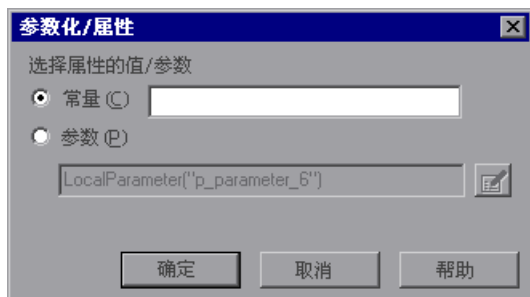 参数化/属性
选择属性的值/参数
常量(C)
参数(P)
LocalParameter("p_parameter_6")
确定 取消 帮助